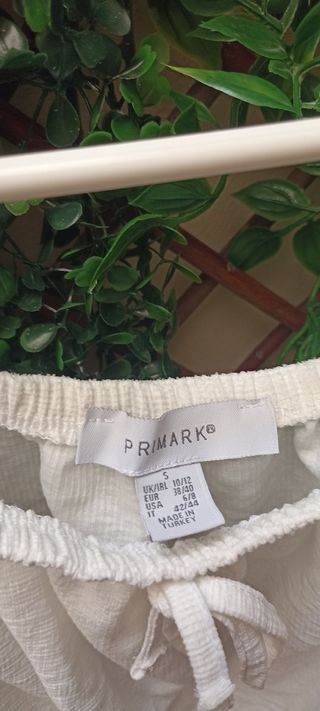 PRIMARK®
S
UK/IRL 10/12
EUR 38/40
USA 6/8
IT 42/44
MADE IN
TURKEY